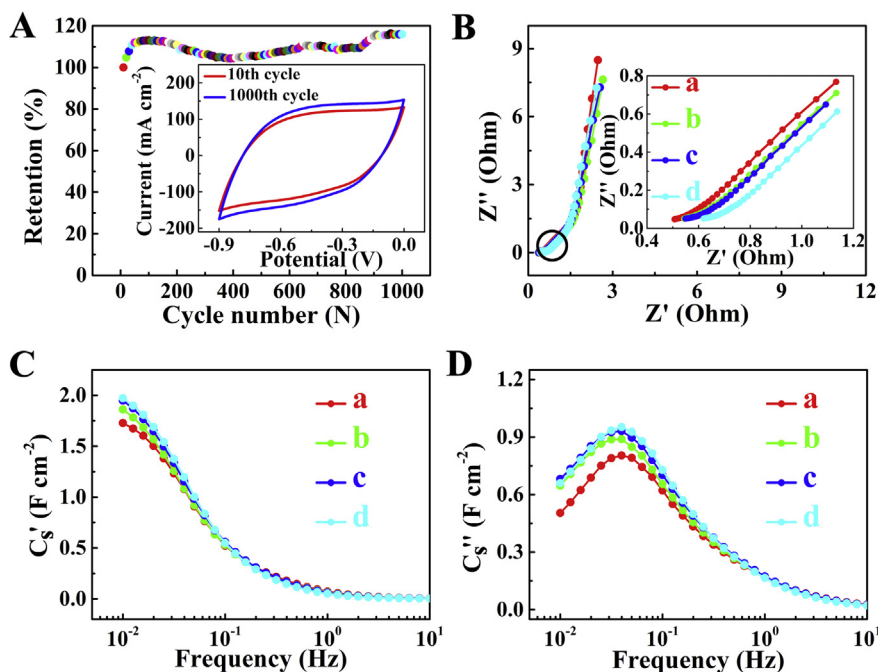 A
120
100
80
60
40
20
0
Retention (%)
0 200 400 600 800 1000
Cycle number (N)
10th cycle
1000th cycle
200
100
0
-100
-200
Current (mA cm-2)
-0.9 -0.6 -0.3 0.0
Potential (V)
B
9
6
3
0
Z'' (Ohm)
0 3 6 9 12
Z' (Ohm)
0.8
0.6
0.4
0.2
0.0
Z'' (Ohm)
0.4 0.6 0.8 1.0 1.2
Z' (Ohm)
a
b
c
d
C
2.0
1.5
1.0
0.5
0.0
Cs' (F cm-2)
10-2 10-1 100 101
Frequency (Hz)
a
b
c
d
D
1.2
0.9
0.6
0.3
0.0
Cs'' (F cm-2)
10-2 10-1 100 101
Frequency (Hz)
a
b
c
d